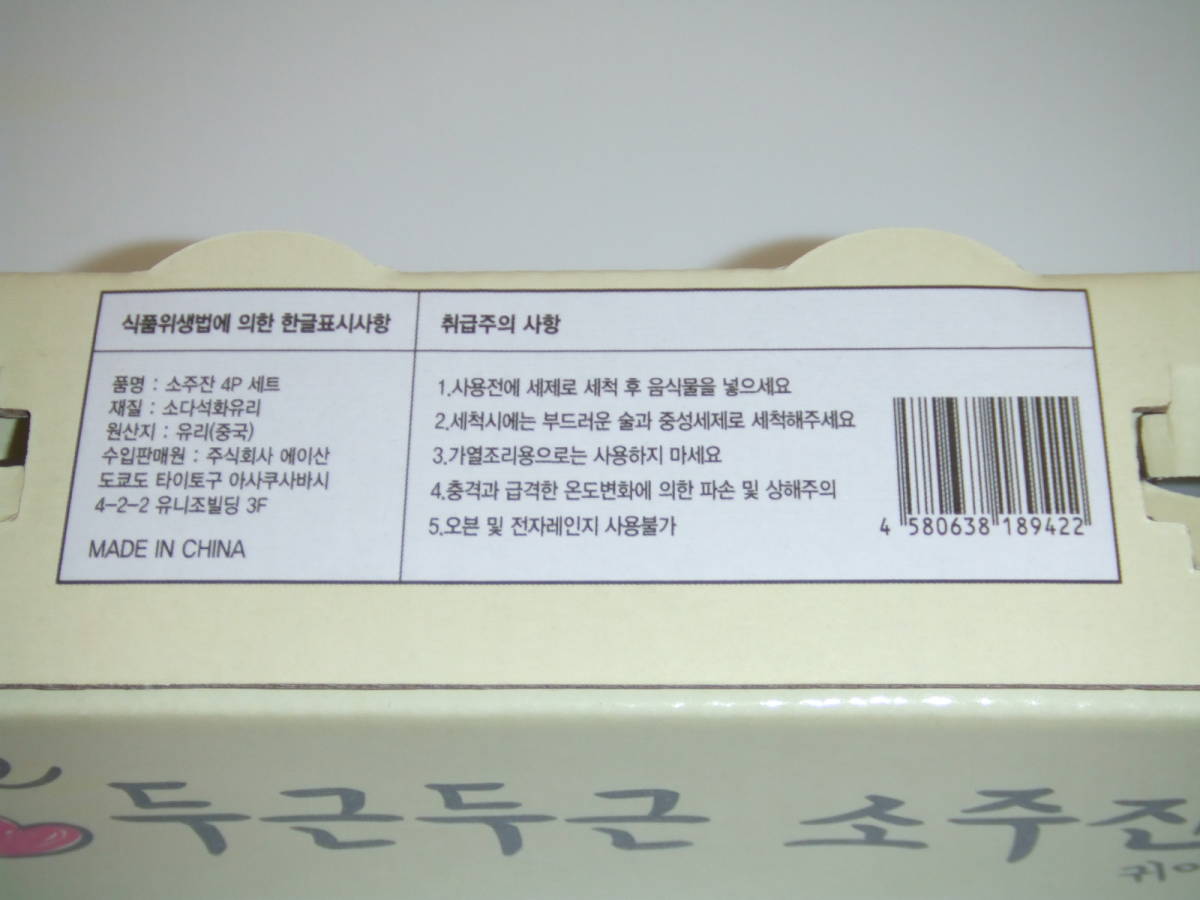 식품위생법에 의한 한글표시사항
품명 : 소주잔 4P 세트
재질 : 소다석화유리
원산지 : 유리(중국)
수입판매원 : 주식회사 에이산
도쿄도 타이토구 아사쿠사바시
4-2-2 유니조빌딩 3F
MADE IN CHINA
취급주의 사항
1.사용전에 세제로 세척 후 음식물을 넣으세요
2.세척시에는 부드러운 술과 중성세제로 세척해주세요
3.가열조리용으로는 사용하지 마세요
4.충격과 급격한 온도변화에 의한 파손 및 상해주의
5.오븐 및 전자레인지 사용불가
4 580638 189422
두근두근 소주잔